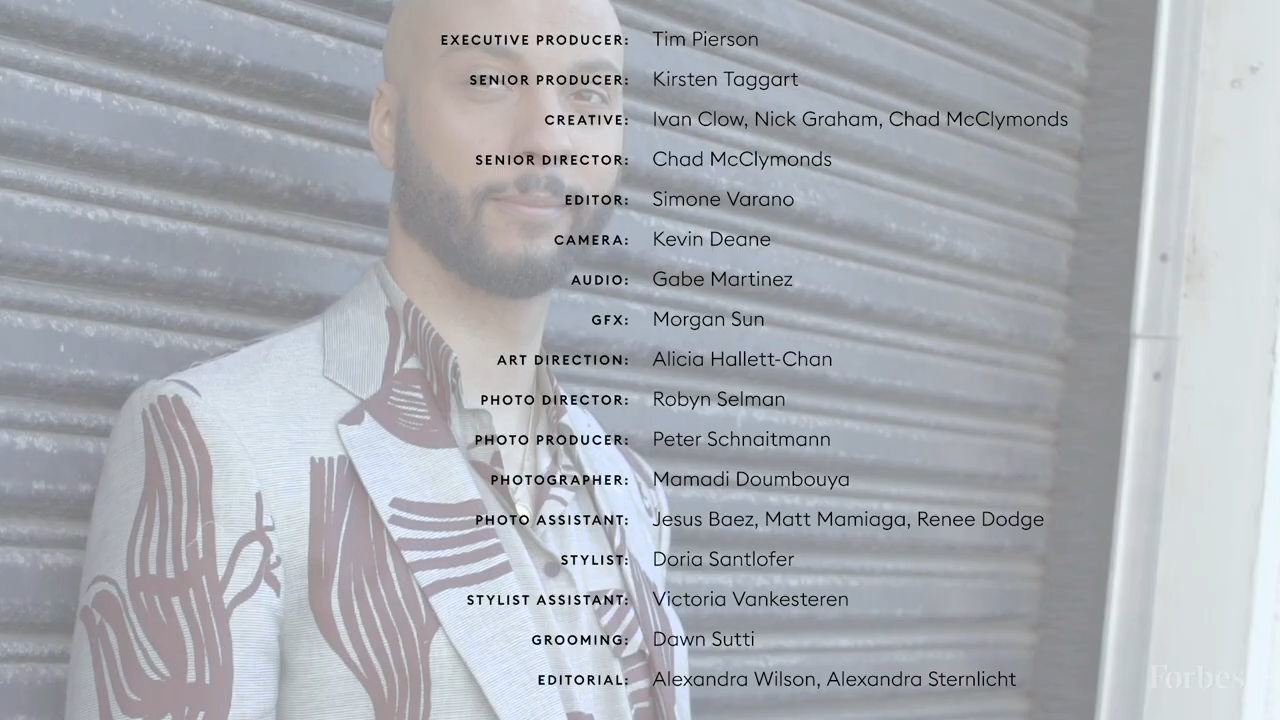 EXECUTIVE PRODUCER: Tim Pierson
SENIOR PRODUCER: Kirsten Taggart
CREATIVE: Ivan Clow, Nick Graham, Chad McClymonds
SENIOR DIRECTOR: Chad McClymonds
EDITOR: Simone Varano
CAMERA: Kevin Deane
AUDIO: Gabe Martinez
GFX: Morgan Sun
ART DIRECTION: Alicia Hallett-Chan
PHOTO DIRECTOR: Robyn Selman
PHOTO PRODUCER: Peter Schnaitmann
PHOTOGRAPHER: Mamadi Doumbouya
PHOTO ASSISTANT: Jesus Baez, Matt Mamiaga, Renee Dodge
STYLIST: Doria Santlofer
STYLIST ASSISTANT: Victoria Vankesteren
GROOMING: Dawn Sutti
EDITORIAL: Alexandra Wilson, Alexandra Sternlicht
Forbes